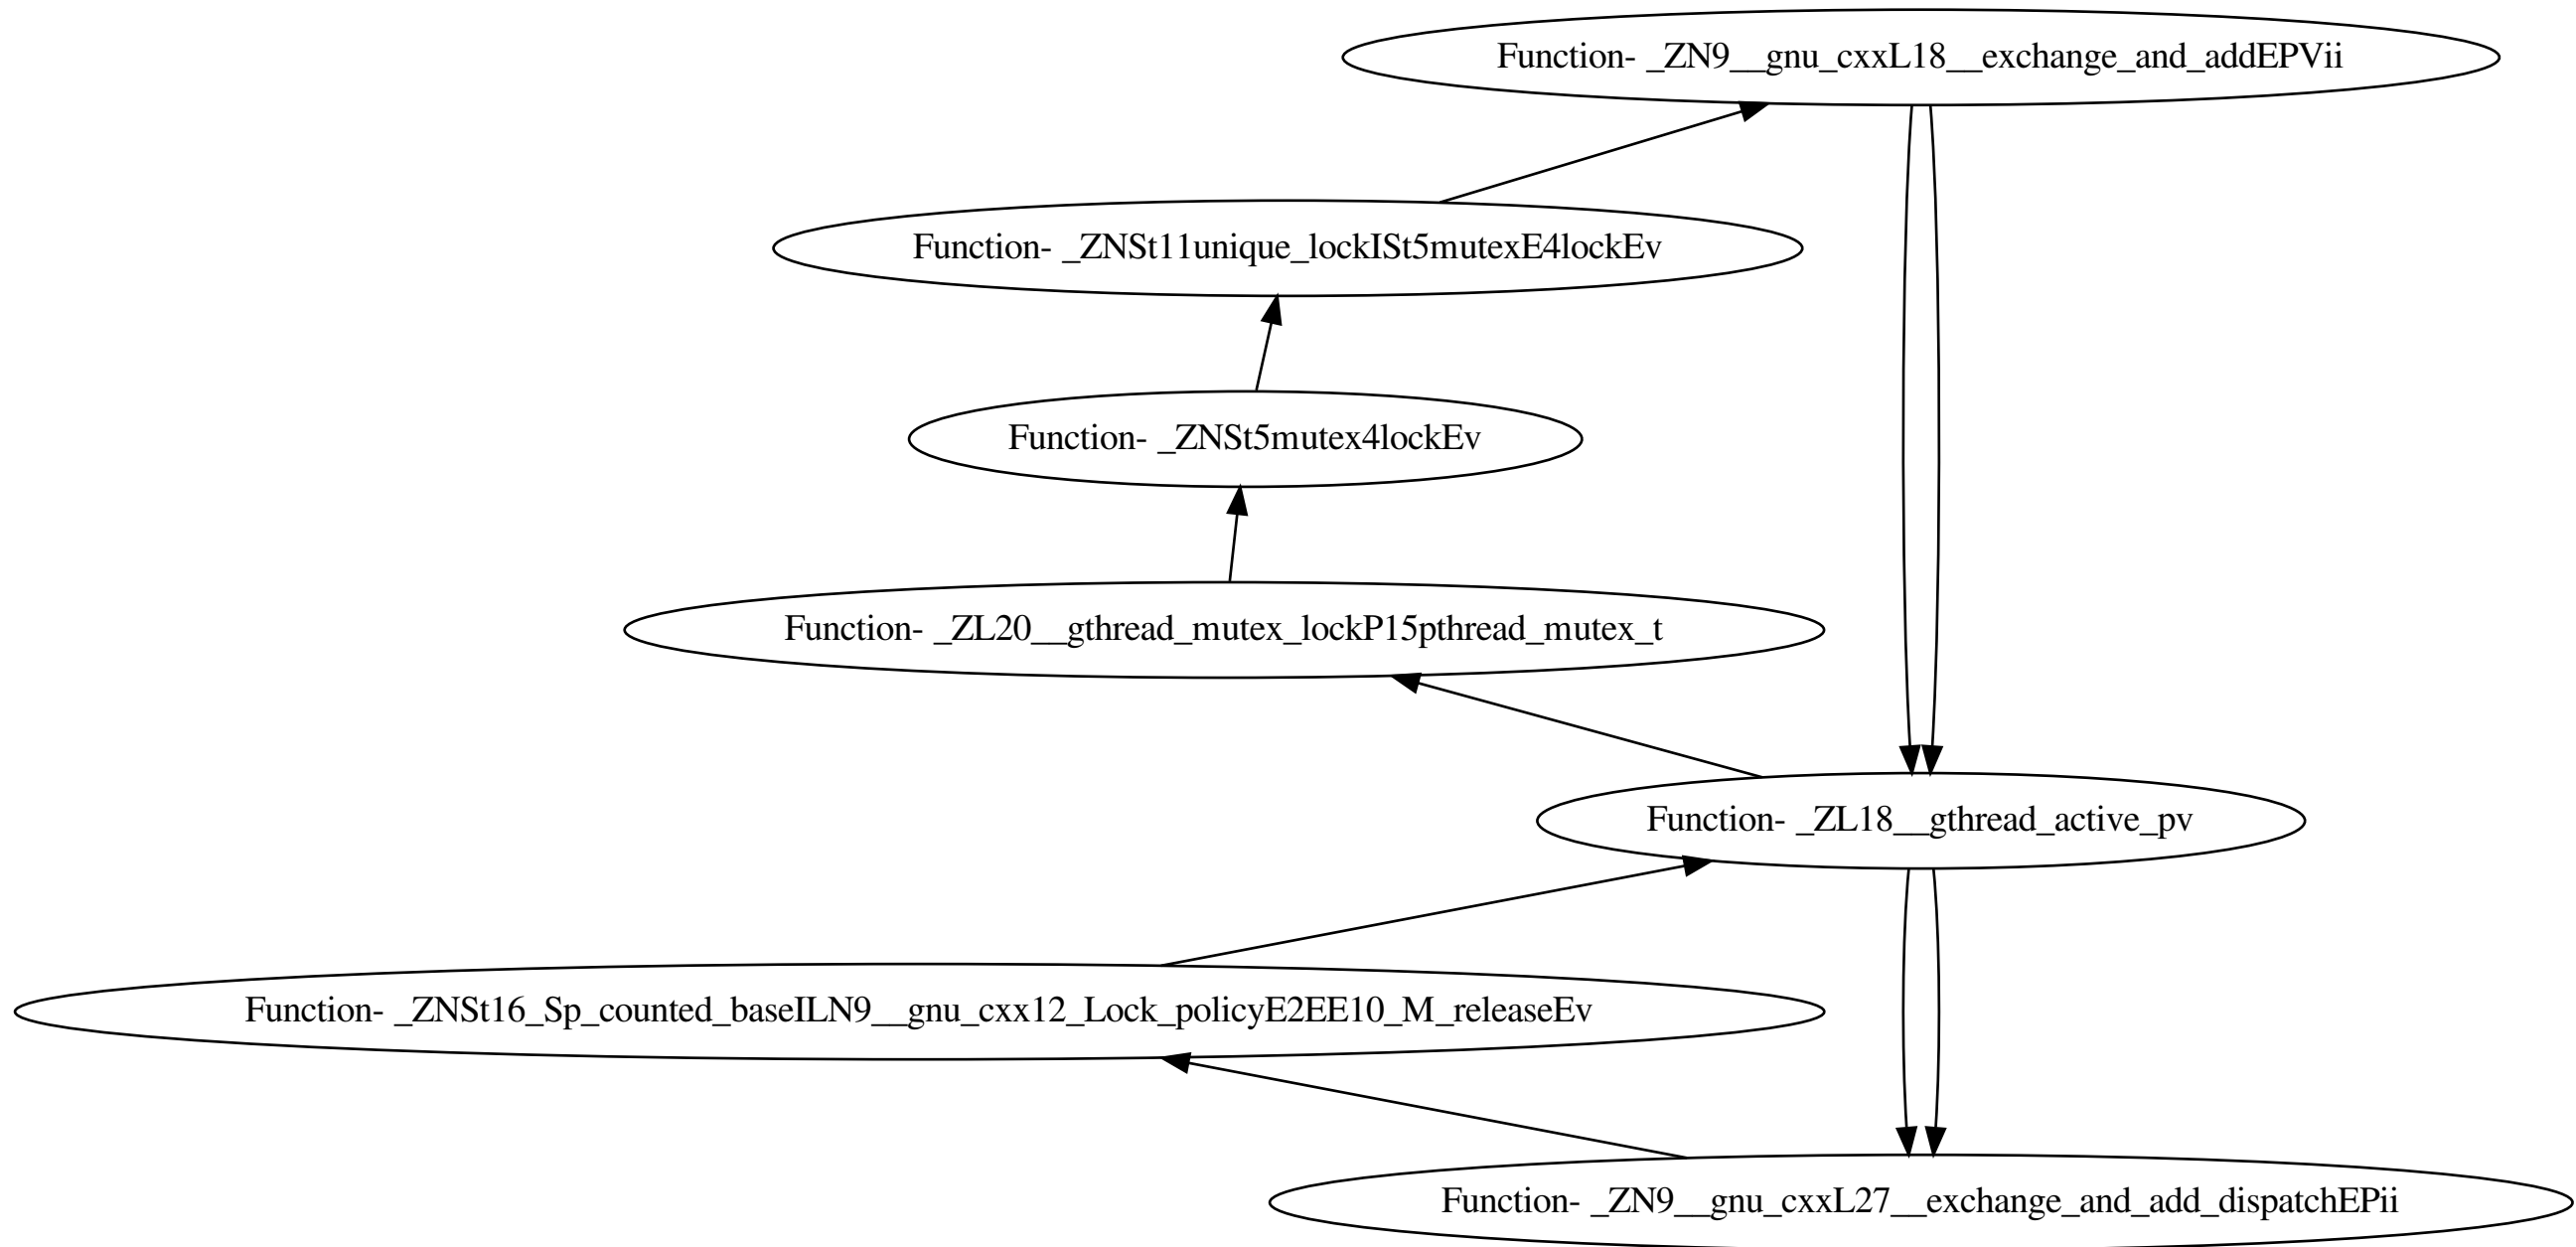 Function- _ZN9__gnu_cxxL18__exchange_and_addEPVii
Function- _ZNSt11unique_lockISt5mutexE4lockEv
Function- _ZNSt5mutex4lockEv
Function- _ZL20__gthread_mutex_lockP15pthread_mutex_t
Function- _ZL18__gthread_active_pv
Function- _ZNSt16_Sp_counted_baseILN9__gnu_cxx12_Lock_policyE2EE10_M_releaseEv
Function- _ZN9__gnu_cxxL27__exchange_and_add_dispatchEPii